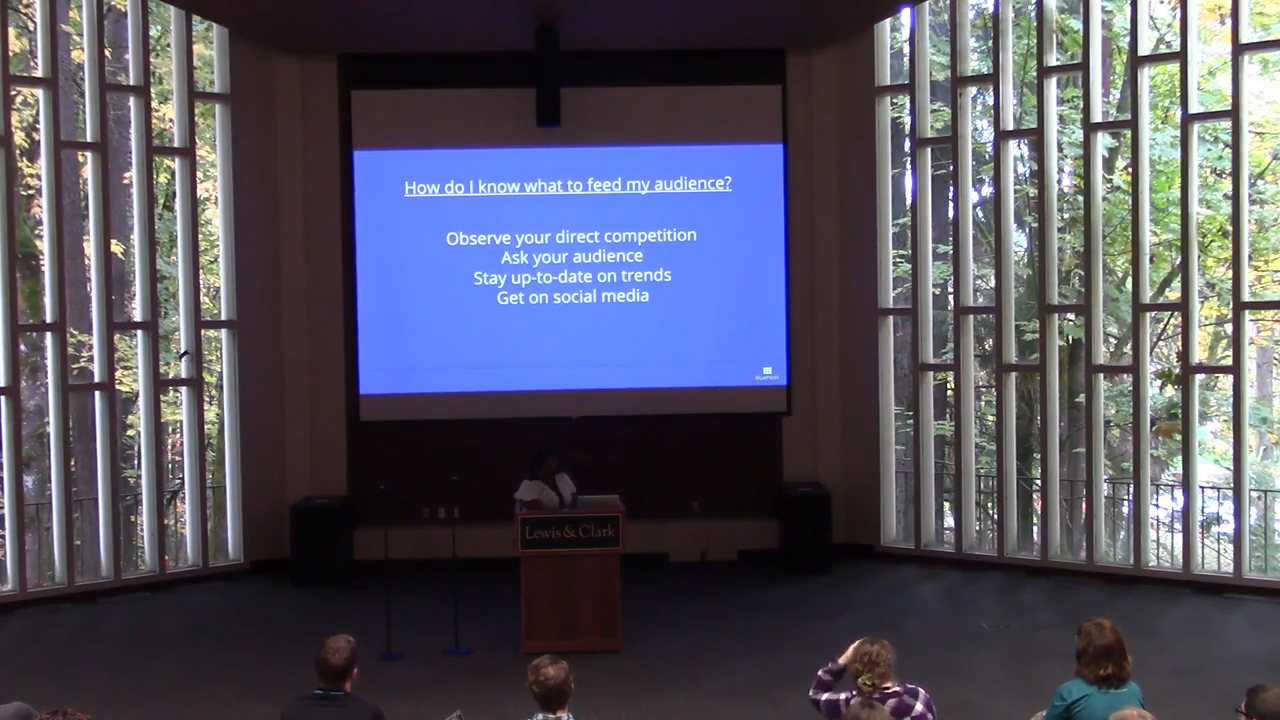 How do I know what to feed my audience?
Observe your direct competition
Ask your audience
Stay up-to-date on trends
Get on social media
Lewis & Clark